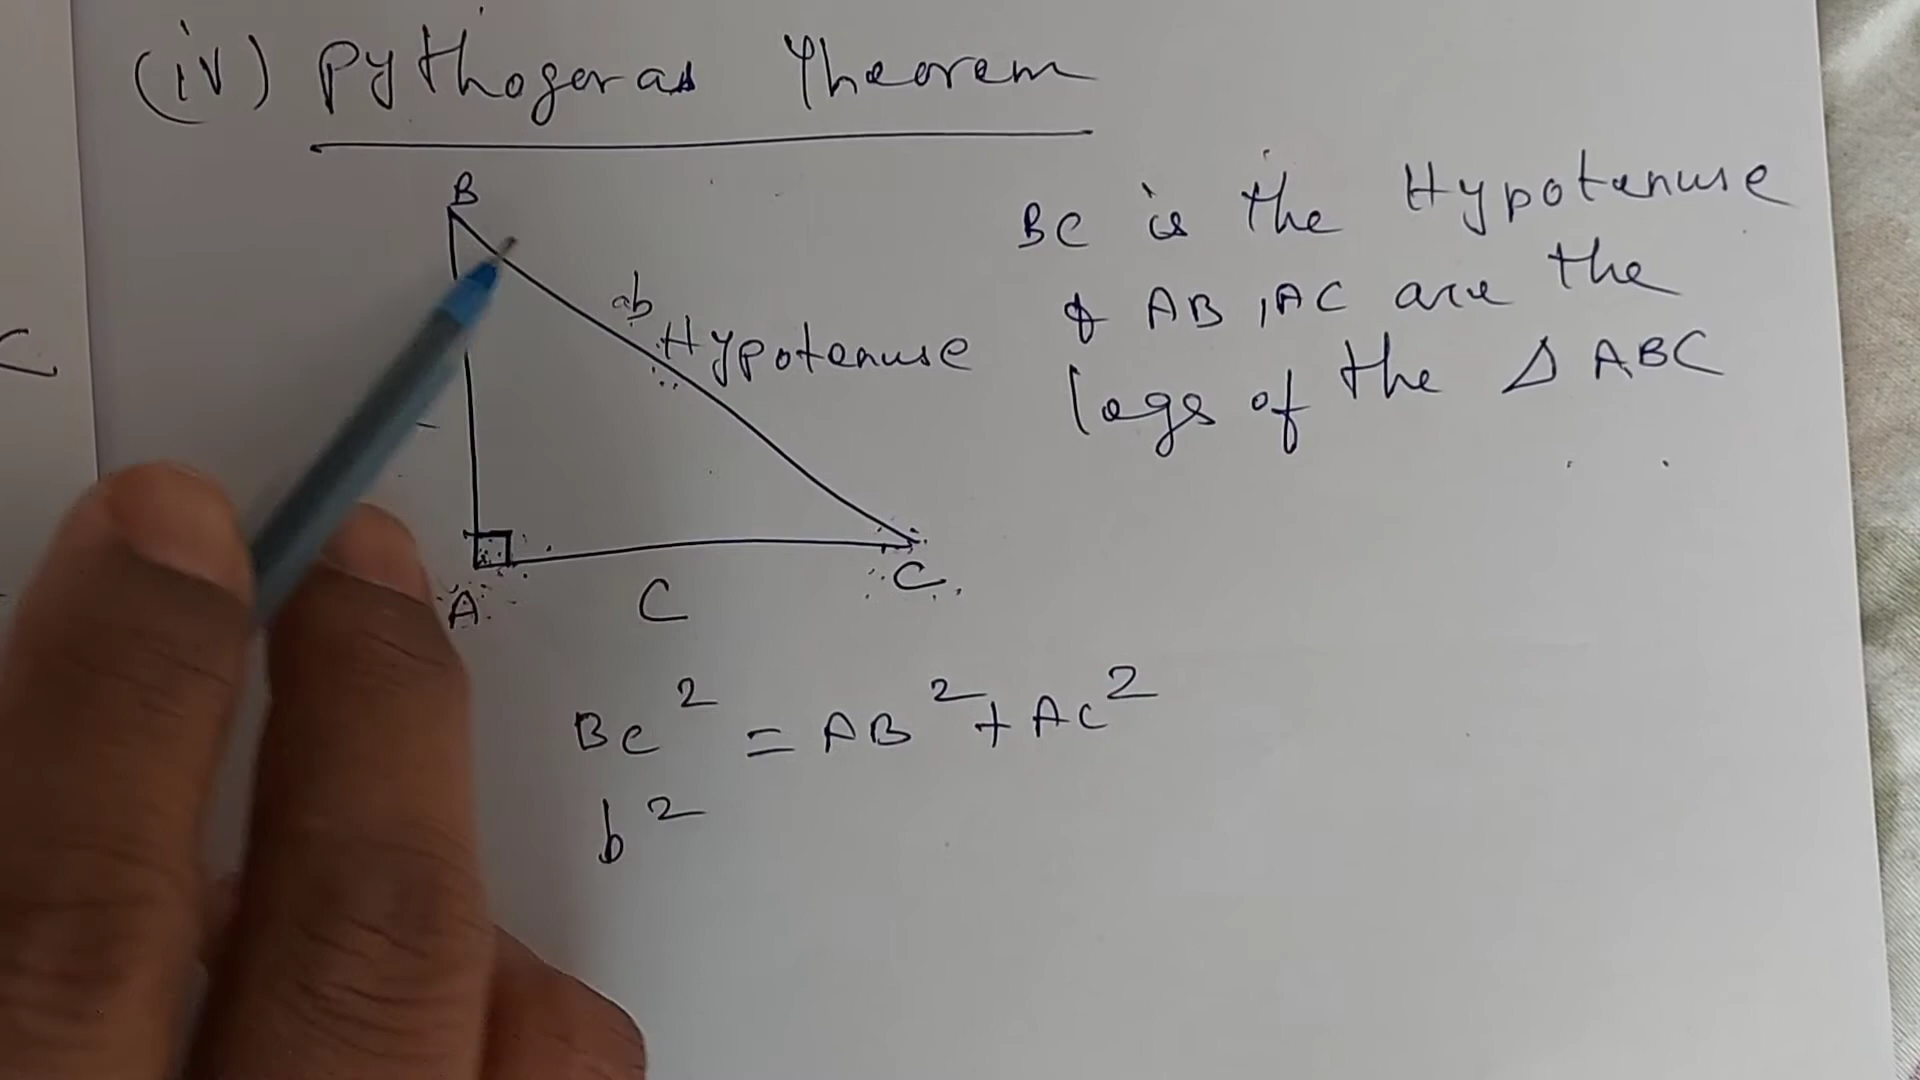 (iv) Pythogeras Theorem
B
BC is the Hypotenuse
ab
Hypotenuse
& AB, AC are the
legs of the Δ ABC
C
A
C
C
BC² = AB² + AC²
b²